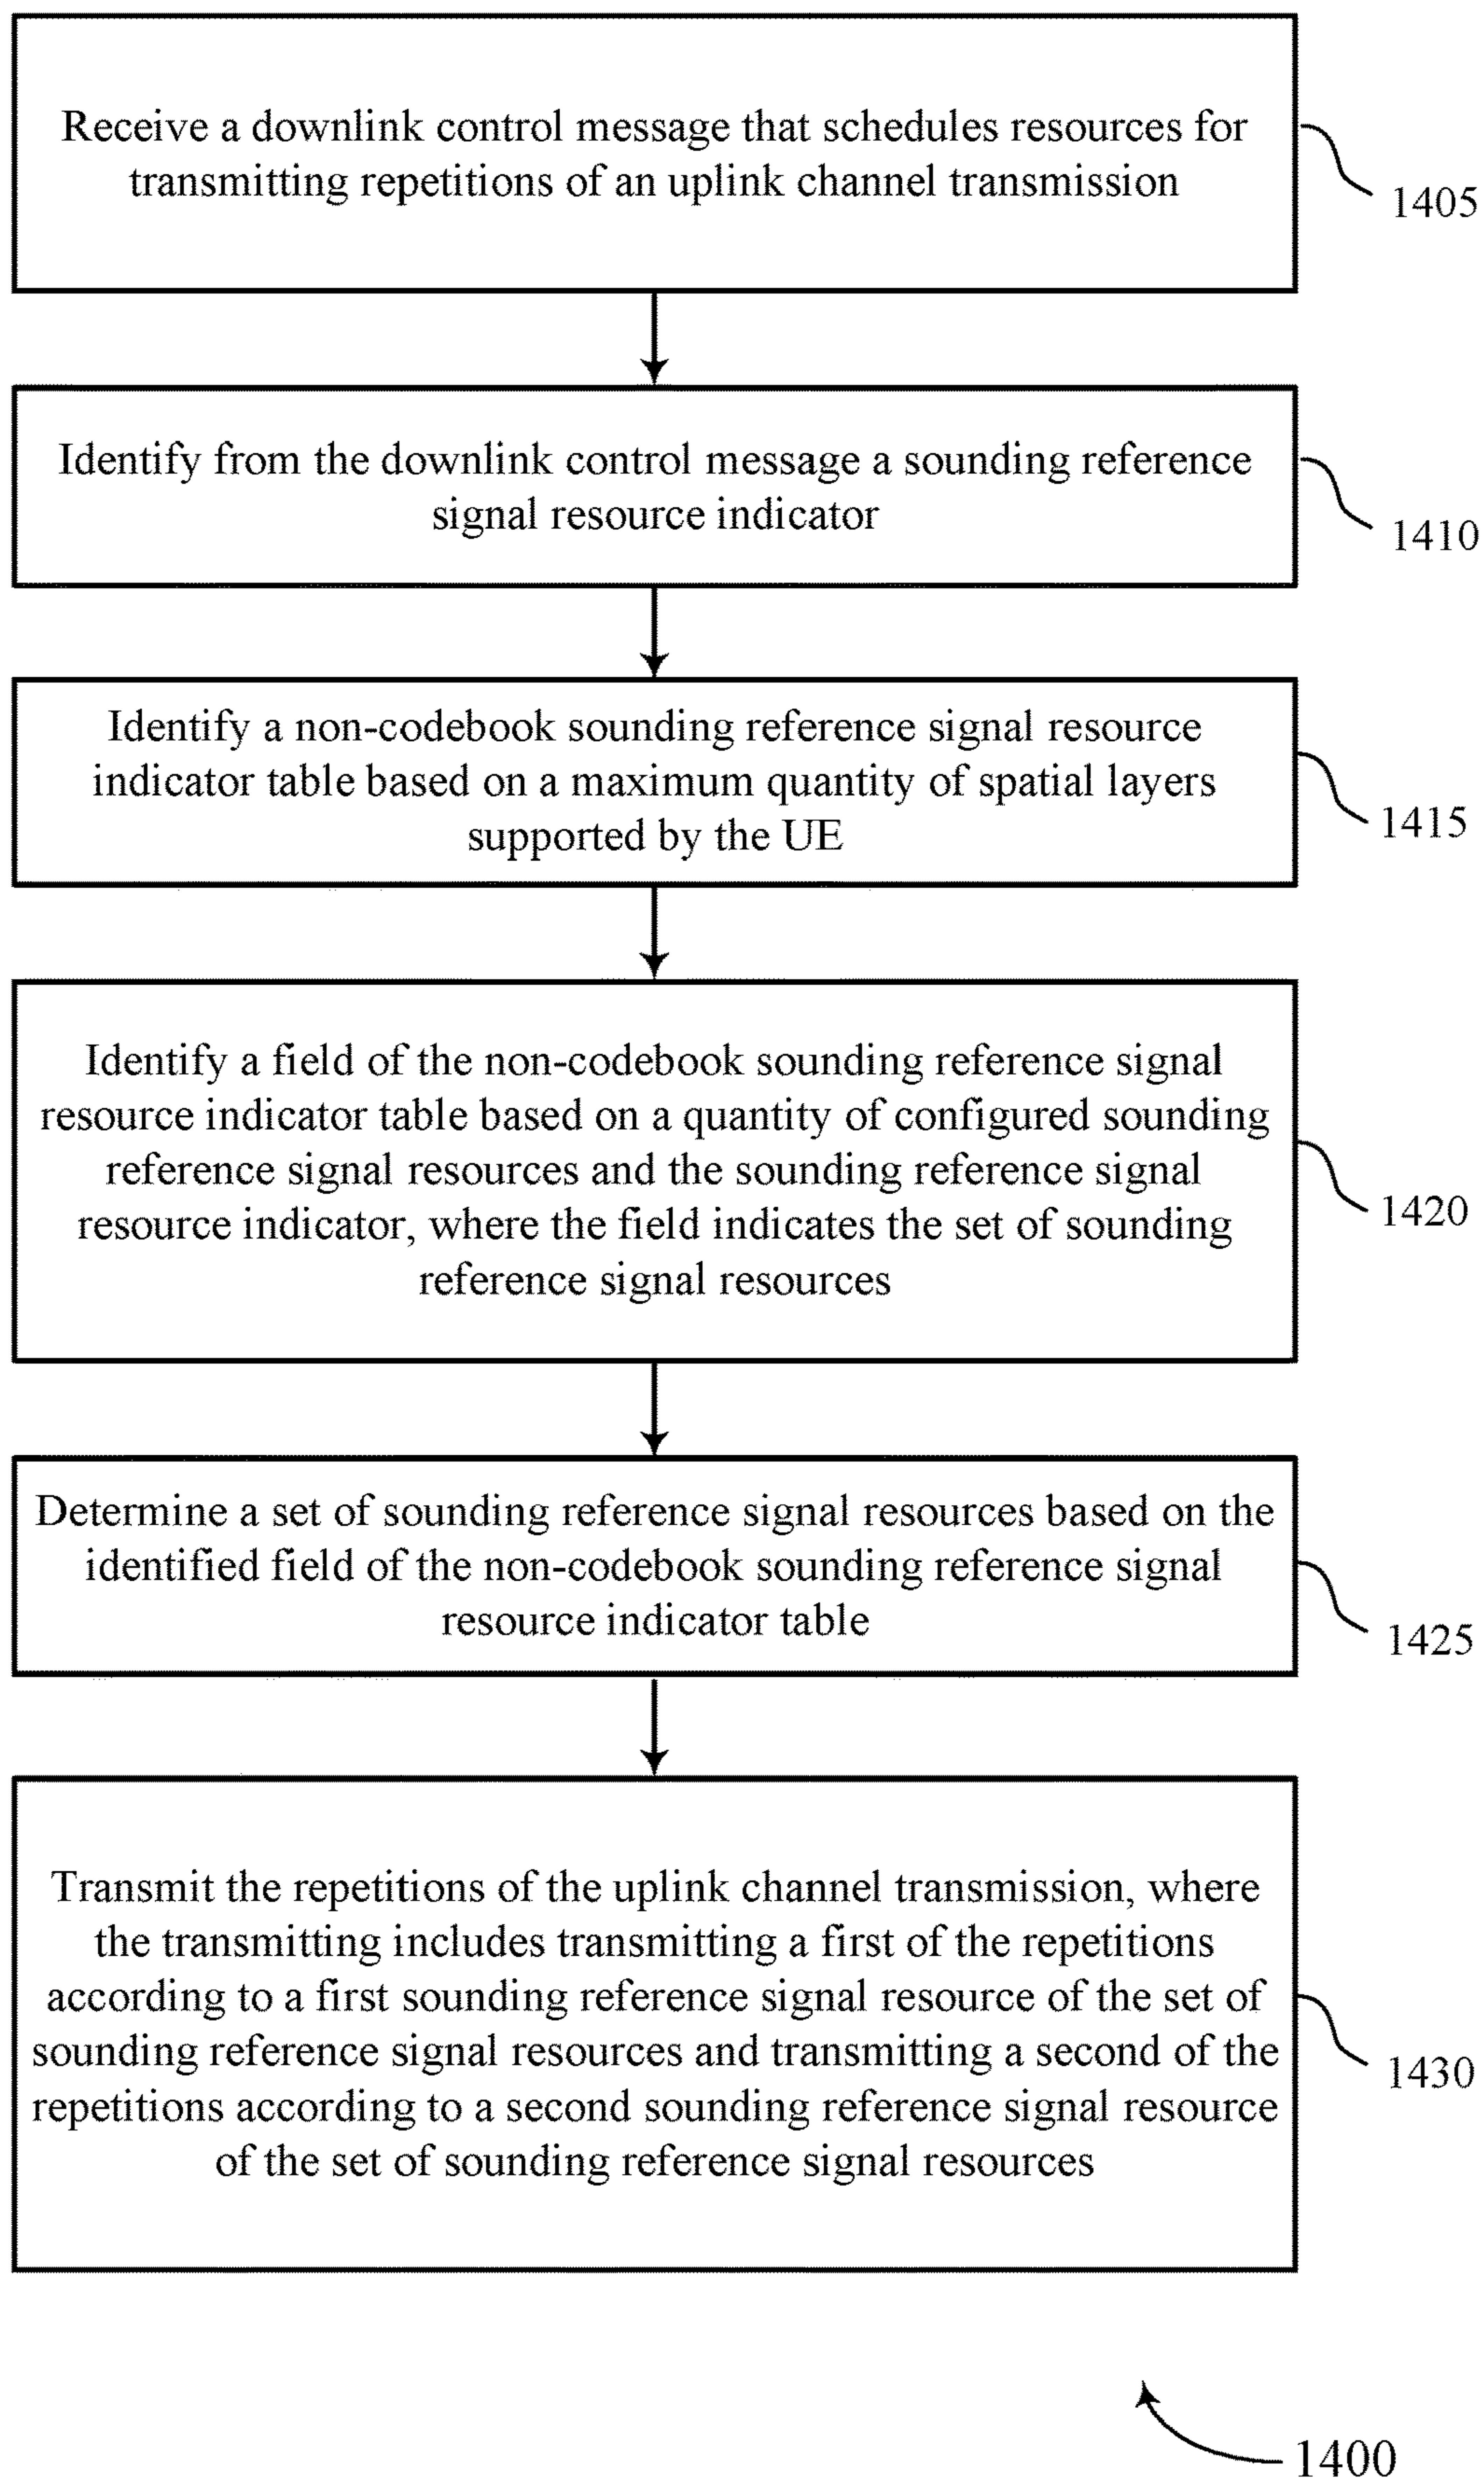 Receive a downlink control message that schedules resources for
transmitting repetitions of an uplink channel transmission
1405
Identify from the downlink control message a sounding reference
signal resource indicator
1410
Identify a non-codebook sounding reference signal resource
indicator table based on a maximum quantity of spatial layers
supported by the UE
1415
Identify a field of the non-codebook sounding reference signal
resource indicator table based on a quantity of configured sounding
reference signal resources and the sounding reference signal
resource indicator, where the field indicates the set of sounding
reference signal resources
1420
Determine a set of sounding reference signal resources based on the
identified field of the non-codebook sounding reference signal
resource indicator table
1425
Transmit the repetitions of the uplink channel transmission, where
the transmitting includes transmitting a first of the repetitions
according to a first sounding reference signal resource of the set of
sounding reference signal resources and transmitting a second of the
repetitions according to a second sounding reference signal resource
of the set of sounding reference signal resources
1430
1400